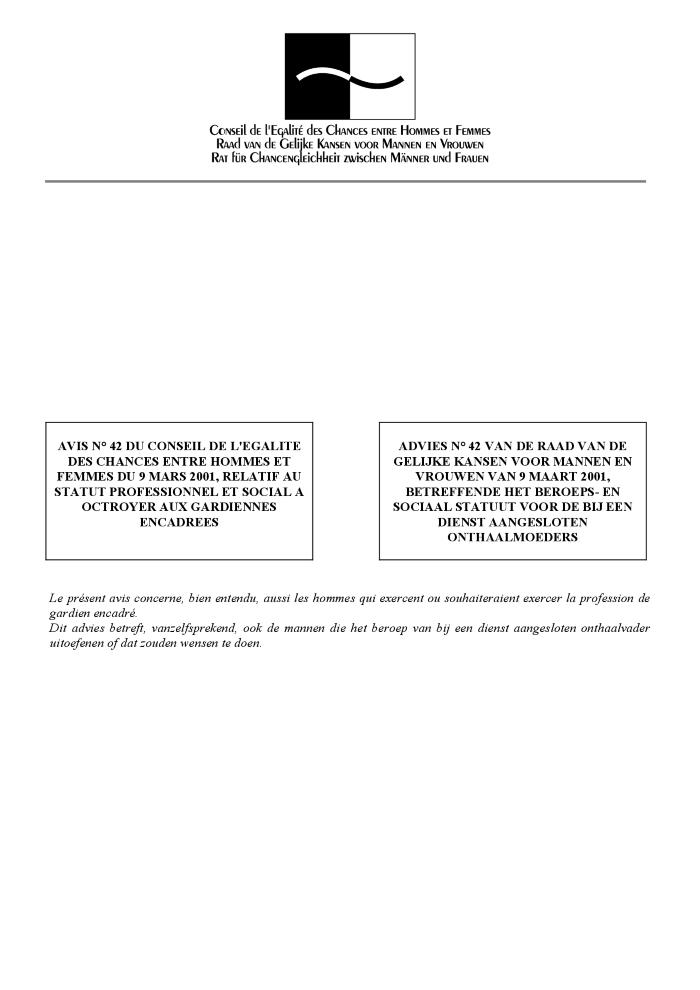 Conseil de l'Egalité des Chances entre Hommes et Femmes
Raad van de Gelijke Kansen voor Mannen en Vrouwen
Rat für Chancengleichheit zwischen Männer und Frauen
AVIS N° 42 DU CONSEIL DE L'EGALITE
DES CHANCES ENTRE HOMMES ET
FEMMES DU 9 MARS 2001, RELATIF AU
STATUT PROFESSIONNEL ET SOCIAL A
OCTROYER AUX GARDIENNES
ENCADREES
ADVIES N° 42 VAN DE RAAD VAN DE
GELIJKE KANSEN VOOR MANNEN EN
VROUWEN VAN 9 MAART 2001,
BETREFFENDE HET BEROEPS- EN
SOCIAAL STATUUT VOOR DE BIJ EEN
DIENST AANGESLOTEN
ONTHAALMOEDERS
Le présent avis concerne, bien entendu, aussi les hommes qui exercent ou souhaiteraient exercer la profession de
gardien encadré.
Dit advies betreft, vanzelfsprekend, ook de mannen die het beroep van bij een dienst aangesloten onthaalvader
uitoefenen of dat zouden wensen te doen.